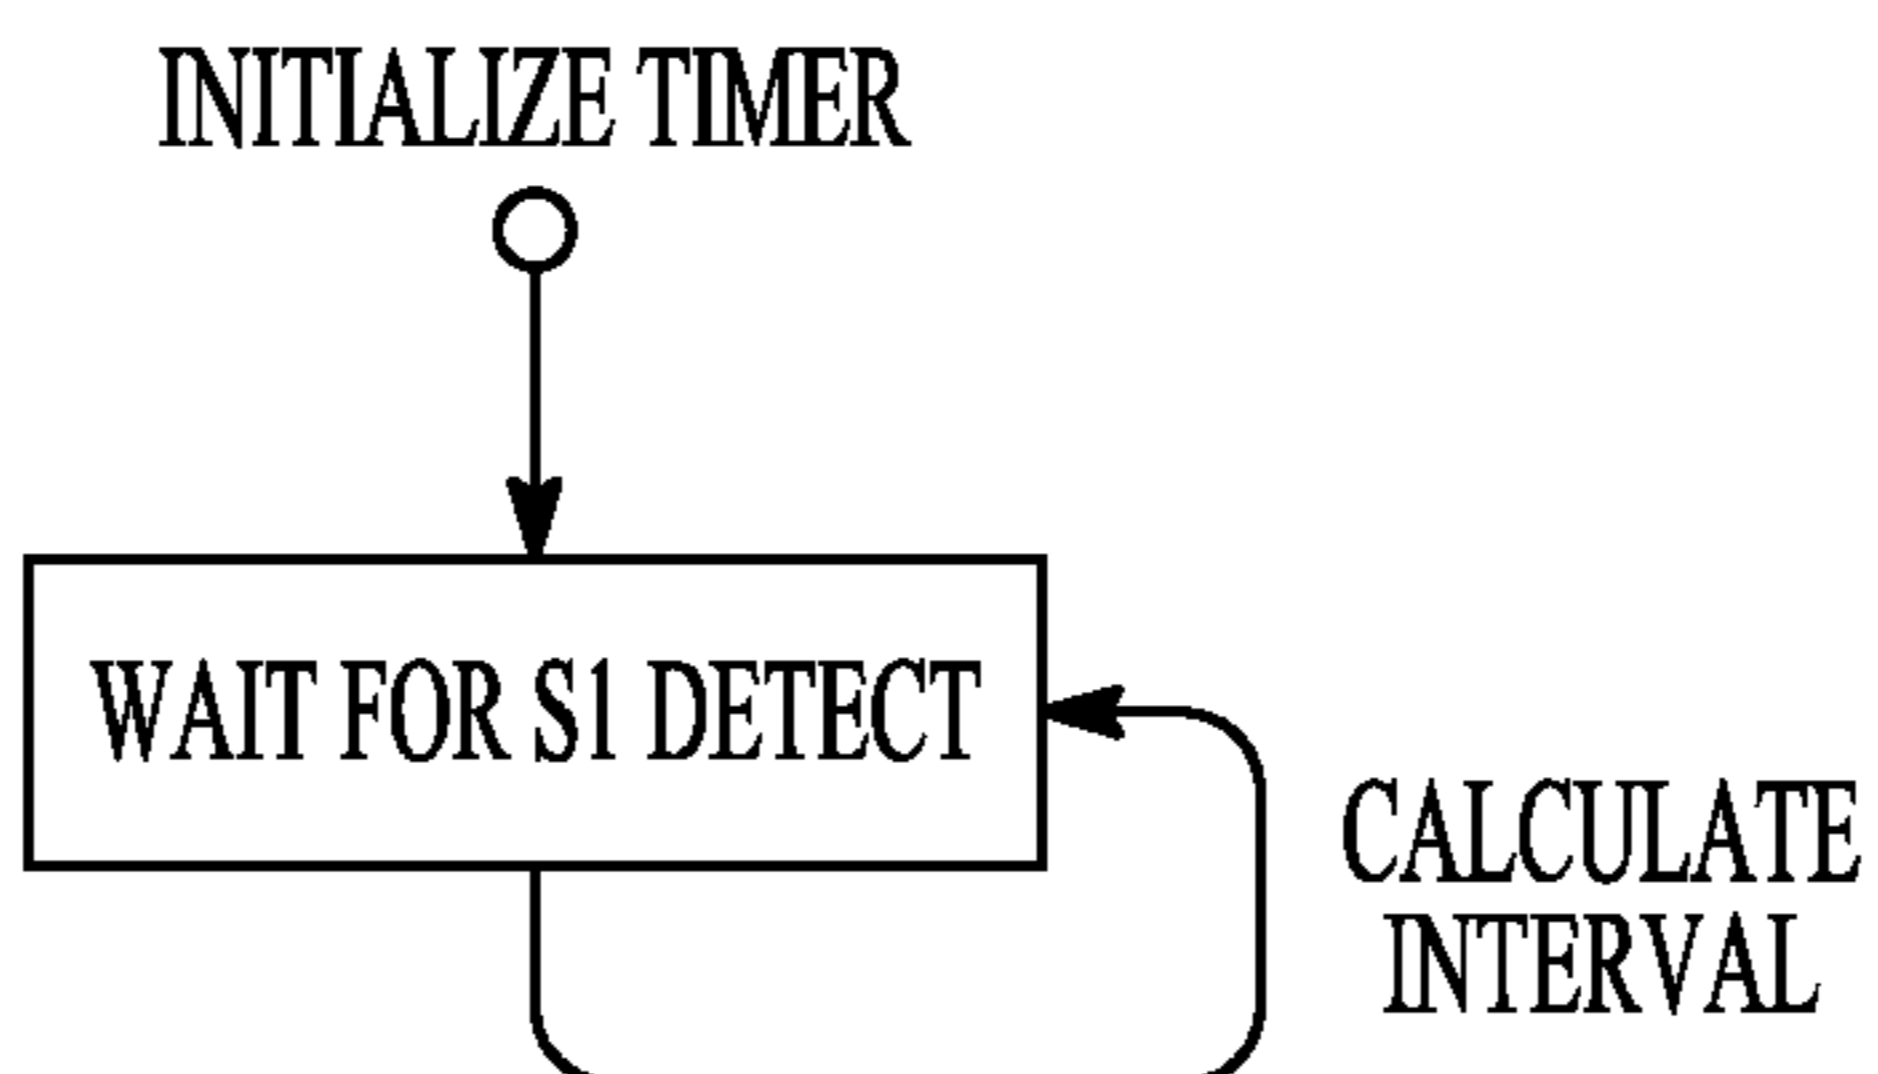 INITIALIZE TIMER
WAIT FOR S1 DETECT
CALCULATE
INTERVAL